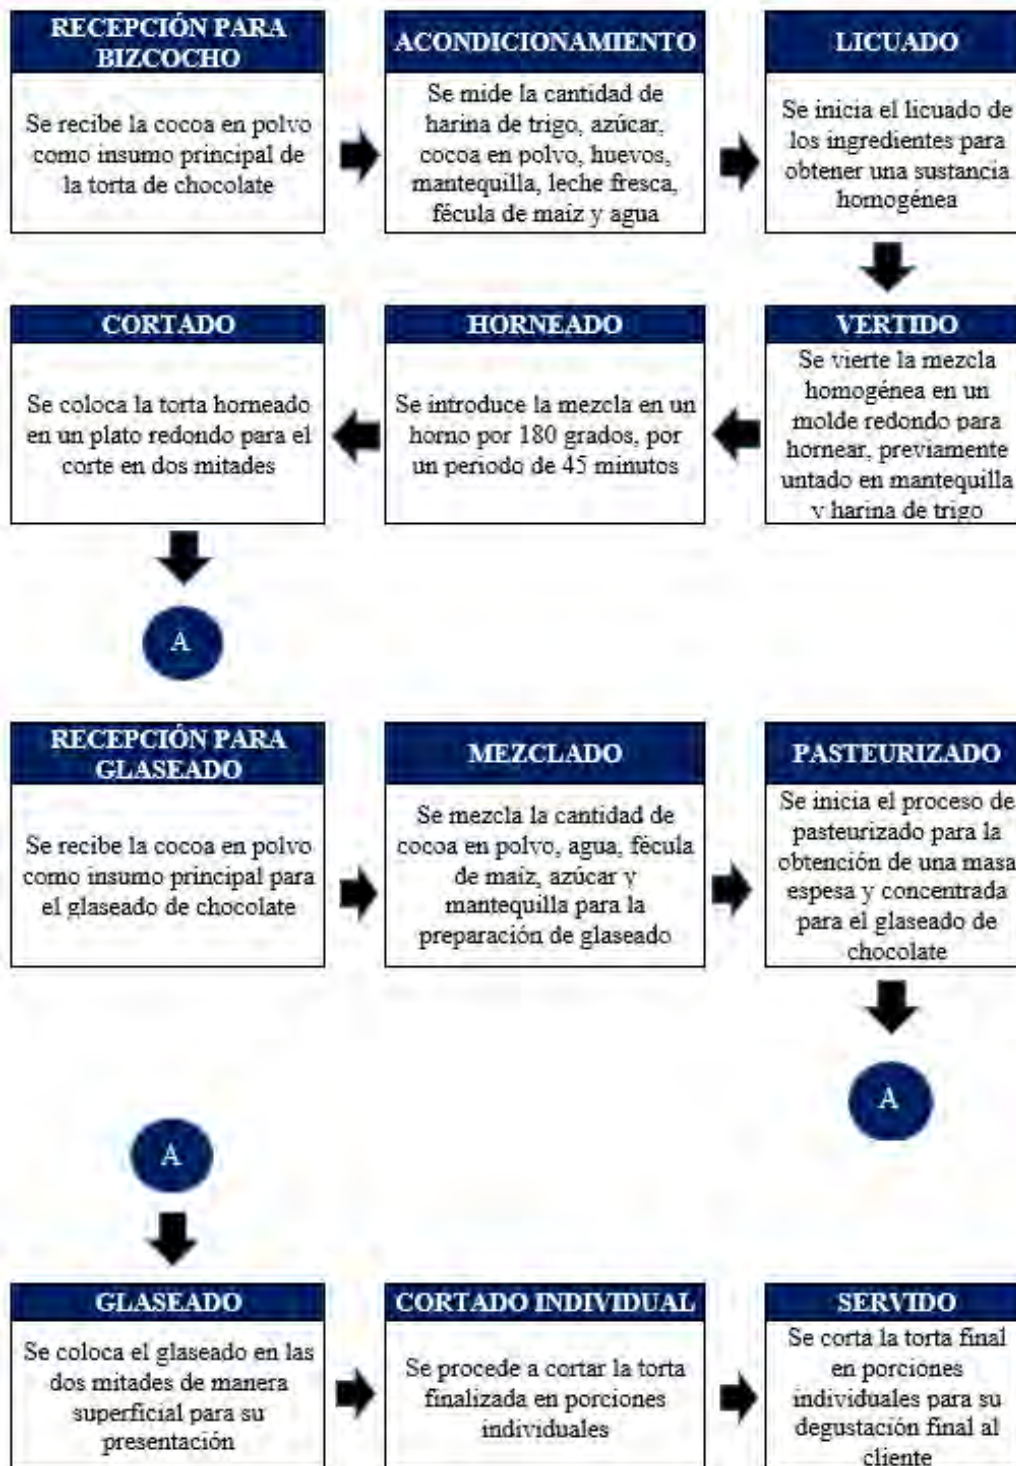 RECEPCIÓN PARA
BIZCOCHO
Se recibe la cocoa en polvo
como insumo principal de
la torta de chocolate
ACONDICIONAMIENTO
Se mide la cantidad de
harina de trigo, azúcar,
cocoa en polvo, huevos,
mantequilla, leche fresca,
fécula de maiz y agua
LICUADO
Se inicia el licuado de
los ingredientes para
obtener una sustancia
homogénea
VERTIDO
Se vierte la mezcla
homogénea en un
molde redondo para
hornear, previamente
untado en mantequilla
y harina de trigo
HORNEADO
Se introduce la mezcla en un
horno por 180 grados, por
un periodo de 45 minutos
CORTADO
Se coloca la torta horneado
en un plato redondo para el
corte en dos mitades
A
RECEPCIÓN PARA
GLASEADO
Se recibe la cocoa en polvo
como insumo principal para
el glaseado de chocolate
MEZCLADO
Se mezcla la cantidad de
cocoa en polvo, agua, fécula
de maiz, azúcar y
mantequilla para la
preparación de glaseado
PASTEURIZADO
Se inicia el proceso de
pasteurizado para la
obtención de una masa
espesa y concentrada
para el glaseado de
chocolate
A
A
GLASEADO
Se coloca el glaseado en las
dos mitades de manera
superficial para su
presentación
CORTADO INDIVIDUAL
Se procede a cortar la torta
finalizada en porciones
individuales
SERVIDO
Se corta la torta final
en porciones
individuales para su
degustación final al
cliente